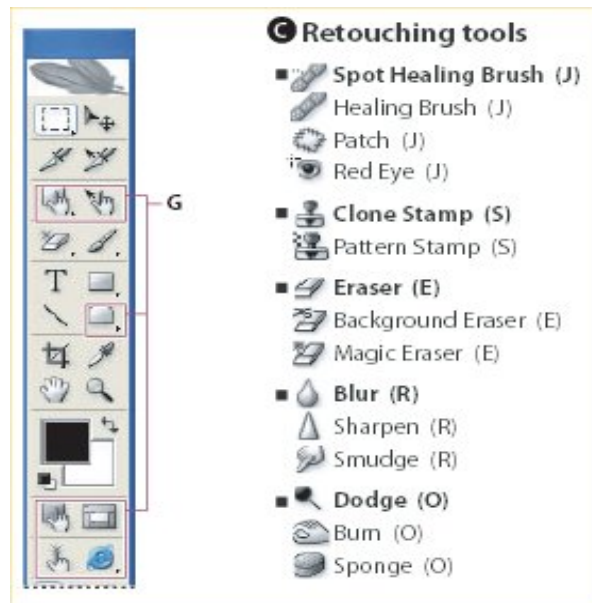 C Retouching tools
Spot Healing Brush (J)
Healing Brush (J)
Patch (J)
Red Eye (J)
G
Clone Stamp (S)
Pattern Stamp (S)
T
Eraser (E)
Background Eraser (E)
Magic Eraser (E)
Blur (R)
Sharpen (R)
Smudge (R)
Dodge (O)
Burn (O)
Sponge (O)